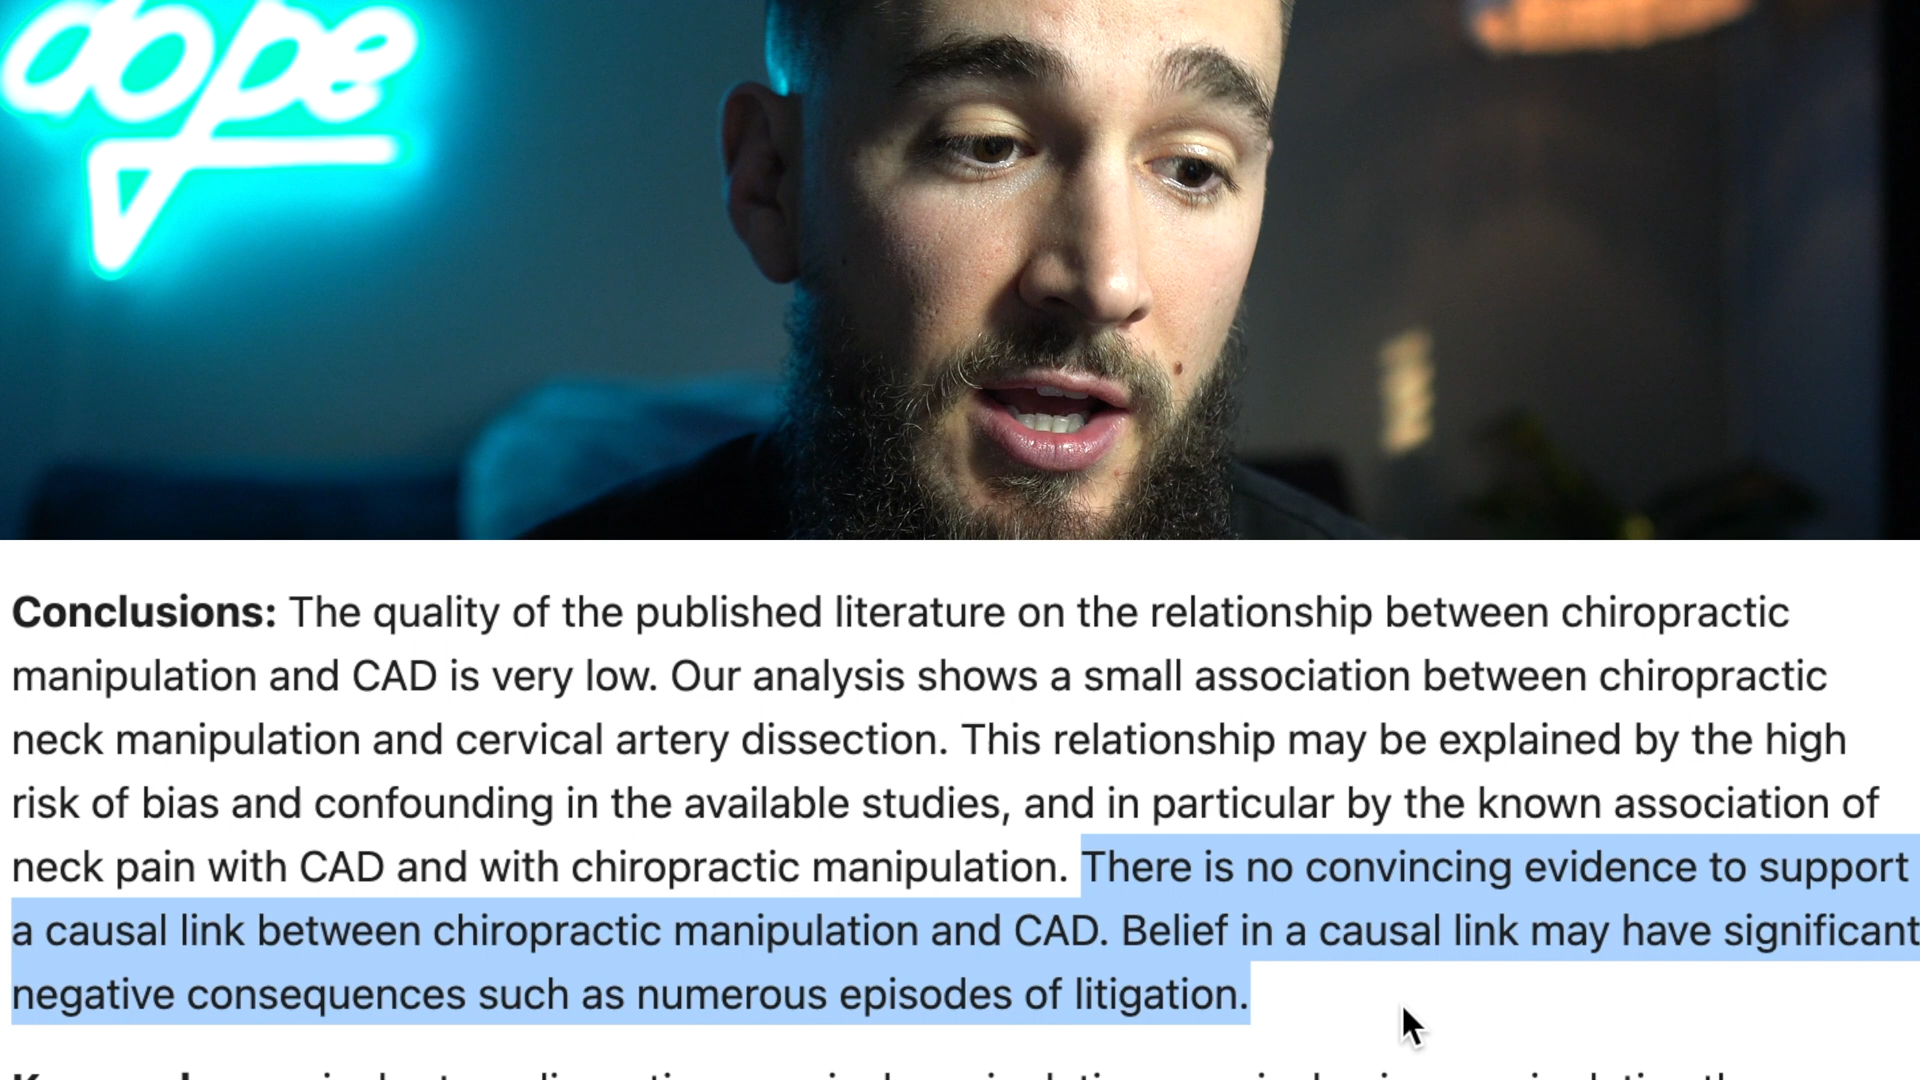 dope
Conclusions: The quality of the published literature on the relationship between chiropractic
manipulation and CAD is very low. Our analysis shows a small association between chiropractic
neck manipulation and cervical artery dissection. This relationship may be explained by the high
risk of bias and confounding in the available studies, and in particular by the known association of
neck pain with CAD and with chiropractic manipulation. There is no convincing evidence to support
a causal link between chiropractic manipulation and CAD. Belief in a causal link may have significant
negative consequences such as numerous episodes of litigation.